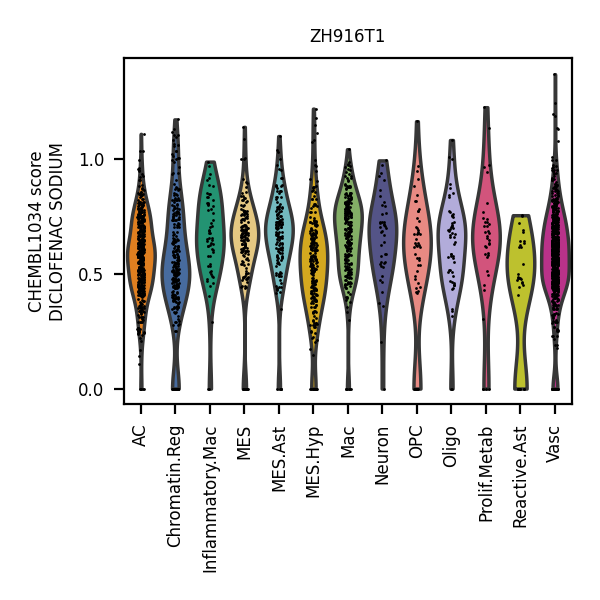 ZH916T1
CHEMBL1034 score
DICLOFENAC SODIUM
1.0
0.5
0.0
AC
Chromatin.Reg
Inflammatory.Mac
MES
MES.Ast
MES.Hyp
Mac
Neuron
OPC
Oligo
Prolif.Metab
Reactive.Ast
Vasc